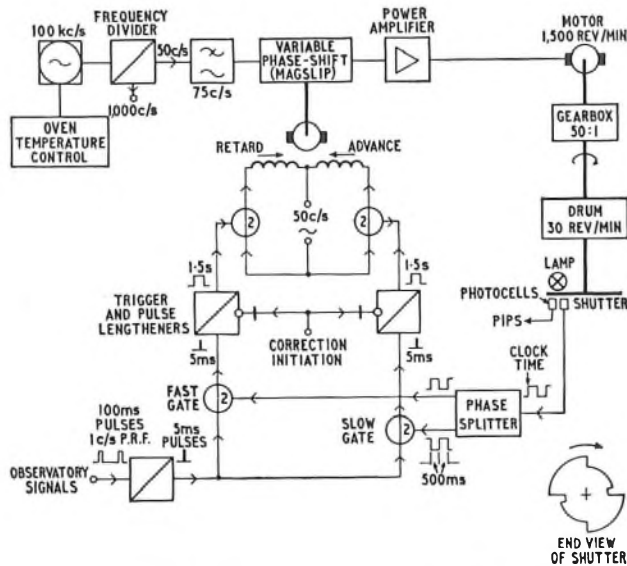 FREQUENCY
DIVIDER
100 kc/s
50c/s
1,000c/s
OVEN
TEMPERATURE
CONTROL
75c/s
VARIABLE
PHASE-SHIFT
(MAGSLIP)
POWER
AMPLIFIER
MOTOR
1,500 REV/MIN
GEARBOX
50:1
DRUM
30 REV/MIN
LAMP
PHOTOCELLS
SHUTTER
PIPS
RETARD
ADVANCE
2
50c/s
2
1·5s
1·5s
TRIGGER
AND PULSE
LENGTHENERS
CORRECTION
INITIATION
5ms
5ms
FAST
GATE
2
SLOW
GATE
2
CLOCK
TIME
PHASE
SPLITTER
500ms
100ms
PULSES
1c/s P.R.F.
5ms
PULSES
OBSERVATORY
SIGNALS
END VIEW
OF SHUTTER